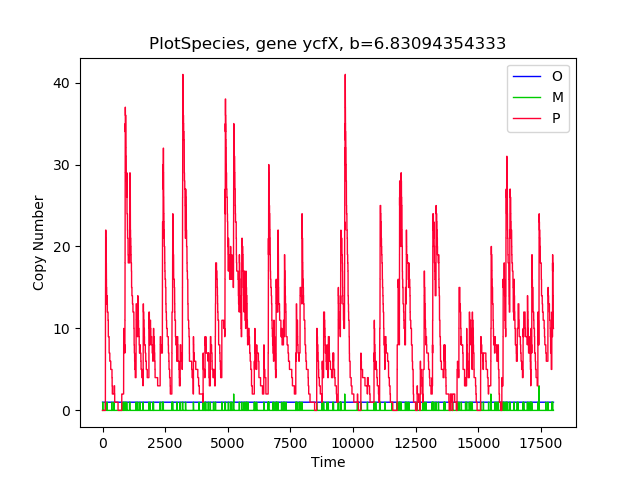 PlotSpecies, gene ycfX, b=6.83094354333
O
M
P
40
30
20
10
0
Copy Number
0 2500 5000 7500 10000 12500 15000 17500
Time